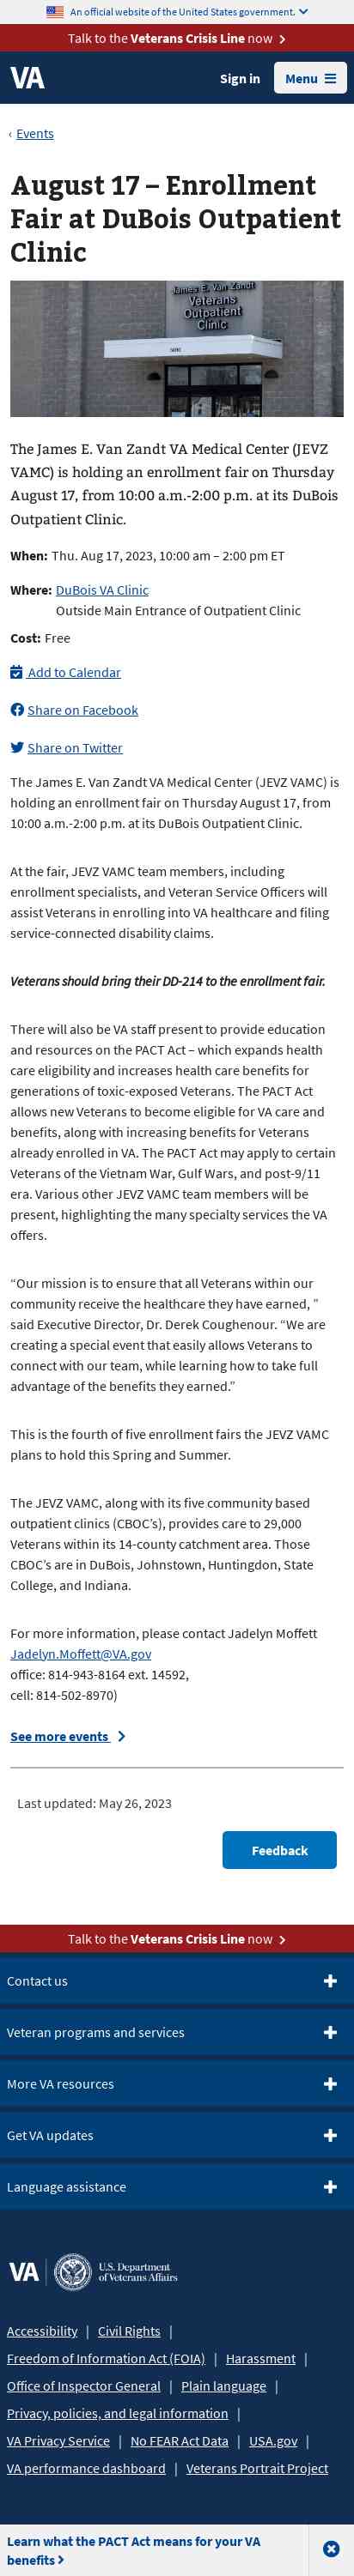 An official website of the United States government.
Talk to the Veterans Crisis Line now
VA
Sign in
Menu
Events
August 17 – Enrollment
Fair at DuBois Outpatient
Clinic
James E. Van Zandt
Veterans
Outpatient
Clinic
The James E. Van Zandt VA Medical Center (JEVZ
VAMC) is holding an enrollment fair on Thursday
August 17, from 10:00 a.m.-2:00 p.m. at its DuBois
Outpatient Clinic.
When: Thu. Aug 17, 2023, 10:00 am – 2:00 pm ET
Where: DuBois VA Clinic
Outside Main Entrance of Outpatient Clinic
Cost: Free
Add to Calendar
Share on Facebook
Share on Twitter
The James E. Van Zandt VA Medical Center (JEVZ VAMC) is
holding an enrollment fair on Thursday August 17, from
10:00 a.m.-2:00 p.m. at its DuBois Outpatient Clinic.
At the fair, JEVZ VAMC team members, including
enrollment specialists, and Veteran Service Officers will
assist Veterans in enrolling into VA healthcare and filing
service-connected disability claims.
Veterans should bring their DD-214 to the enrollment fair.
There will also be VA staff present to provide education
and resources on the PACT Act – which expands health
care eligibility and increases health care benefits for
generations of toxic-exposed Veterans. The PACT Act
allows new Veterans to become eligible for VA care and
benefits, along with increasing benefits for Veterans
already enrolled in VA. The PACT Act may apply to certain
Veterans of the Vietnam War, Gulf Wars, and post-9/11
era. Various other JEVZ VAMC team members will be
present, highlighting the many specialty services the VA
offers.
“Our mission is to ensure that all Veterans within our
community receive the healthcare they have earned, ”
said Executive Director, Dr. Derek Coughenour. “We are
creating a special event that easily allows Veterans to
connect with our team, while learning how to take full
advantage of the benefits they earned.”
This is the fourth of five enrollment fairs the JEVZ VAMC
plans to hold this Spring and Summer.
The JEVZ VAMC, along with its five community based
outpatient clinics (CBOC’s), provides care to 29,000
Veterans within its 14-county catchment area. Those
CBOC’s are in DuBois, Johnstown, Huntingdon, State
College, and Indiana.
For more information, please contact Jadelyn Moffett
Jadelyn.Moffett@VA.gov
office: 814-943-8164 ext. 14592,
cell: 814-502-8970)
See more events
Last updated: May 26, 2023
Feedback
Talk to the Veterans Crisis Line now
Contact us
Veteran programs and services
More VA resources
Get VA updates
Language assistance
VA
U.S. Department
of Veterans Affairs
Accessibility | Civil Rights |
Freedom of Information Act (FOIA) | Harassment |
Office of Inspector General | Plain language |
Privacy, policies, and legal information |
VA Privacy Service | No FEAR Act Data | USA.gov |
VA performance dashboard | Veterans Portrait Project
Learn what the PACT Act means for your VA
benefits